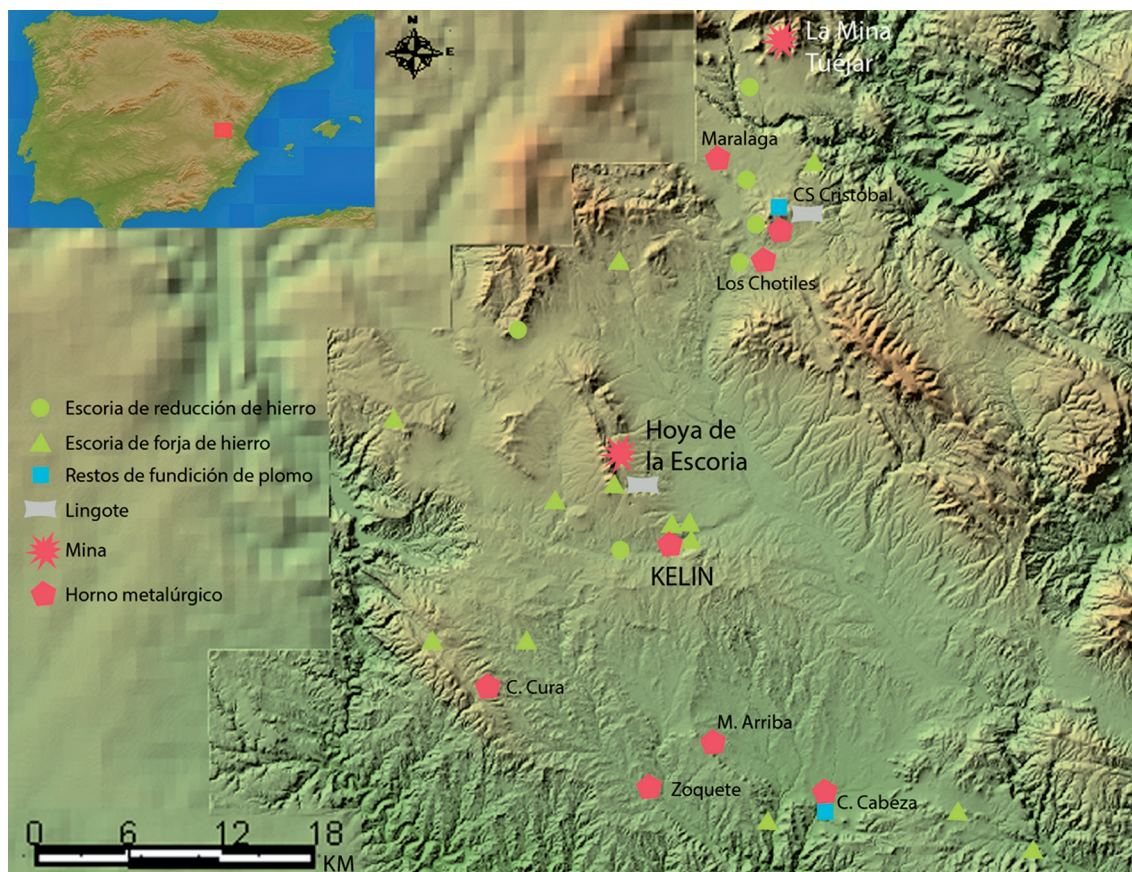 N
E
La Mina
Tuéjar
Maralaga
CS Cristóbal
Los Chotiles
Escoria de reducción de hierro
Escoria de forja de hierro
Restos de fundición de plomo
Lingote
Mina
Horno metalúrgico
Hoya de
la Escoria
KELIN
C. Cura
M. Arriba
Zoquete
C. Cabéza
0 6 12 18
KM